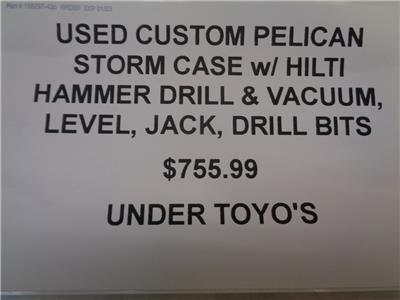 USED CUSTOM PELICAN
STORM CASE w/ HILTI
HAMMER DRILL & VACUUM,
LEVEL, JACK, DRILL BITS
$755.99
UNDER TOYO'S